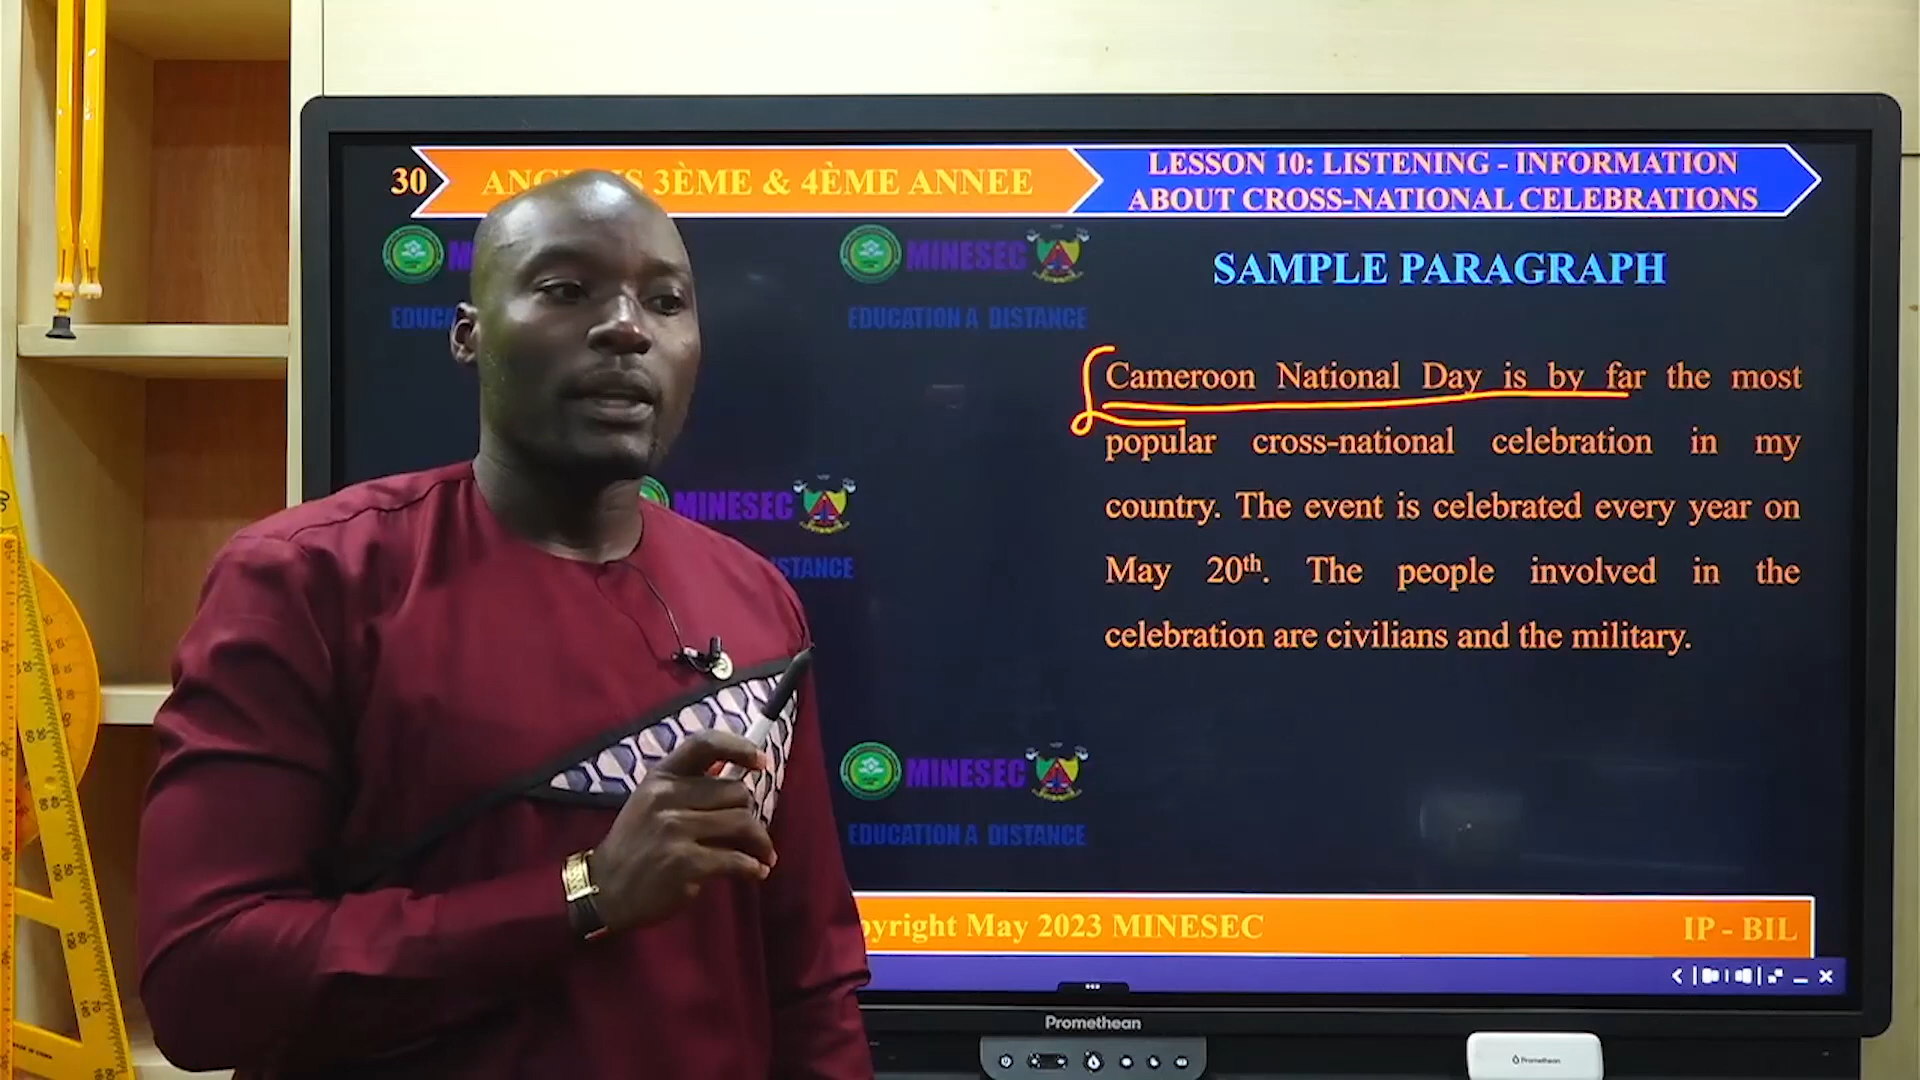 30
3ÈME & 4ÈME ANNEE
LESSON 10: LISTENING - INFORMATION
ABOUT CROSS-NATIONAL CELEBRATIONS
MINESEC
EDUCATION A DISTANCE
SAMPLE PARAGRAPH
Cameroon National Day is by far the most
popular cross-national celebration in my
country. The event is celebrated every year on
May 20th. The people involved in the
celebration are civilians and the military.
MINESEC
MINESEC
EDUCATION A DISTANCE
May 2023 MINESEC
IP - BIL
Promethean
Promethean